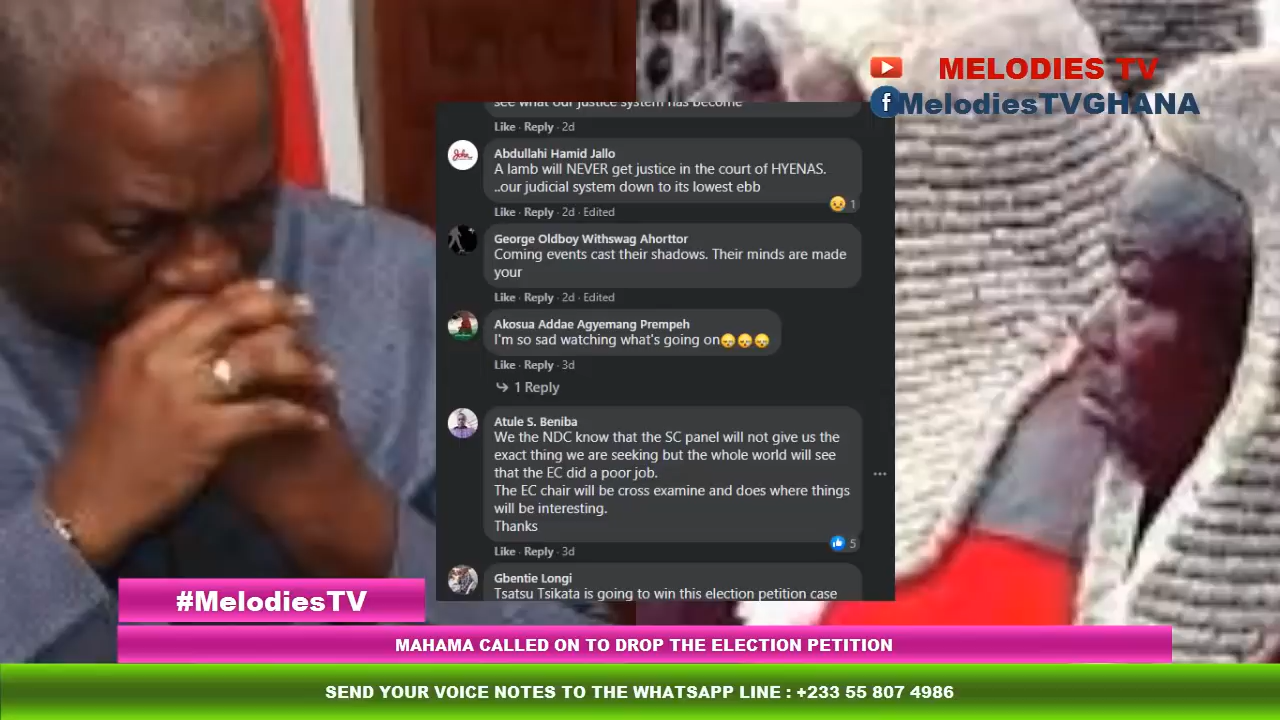 MELODIES TV
MelodiesTVGHANA
see what our justice system has become
Like · Reply · 2d
Abdullahi Hamid Jallo
A lamb will NEVER get justice in the court of HYENAS.
..our judicial system down to its lowest ebb
1
Like · Reply · 2d · Edited
George Oldboy Withswag Ahorttor
Coming events cast their shadows. Their minds are made
your
Like · Reply · 2d · Edited
Akosua Addae Agyemang Prempeh
I'm so sad watching what's going on😪😪😪
Like · Reply · 3d
↪ 1 Reply
Atule S. Beniba
We the NDC know that the SC panel will not give us the
exact thing we are seeking but the whole world will see
that the EC did a poor job.
The EC chair will be cross examine and does where things
will be interesting.
Thanks
5
Like · Reply · 3d
Gbentie Longi
Tsatsu Tsikata is going to win this election petition case
#MelodiesTV
MAHAMA CALLED ON TO DROP THE ELECTION PETITION
SEND YOUR VOICE NOTES TO THE WHATSAPP LINE : +233 55 807 4986